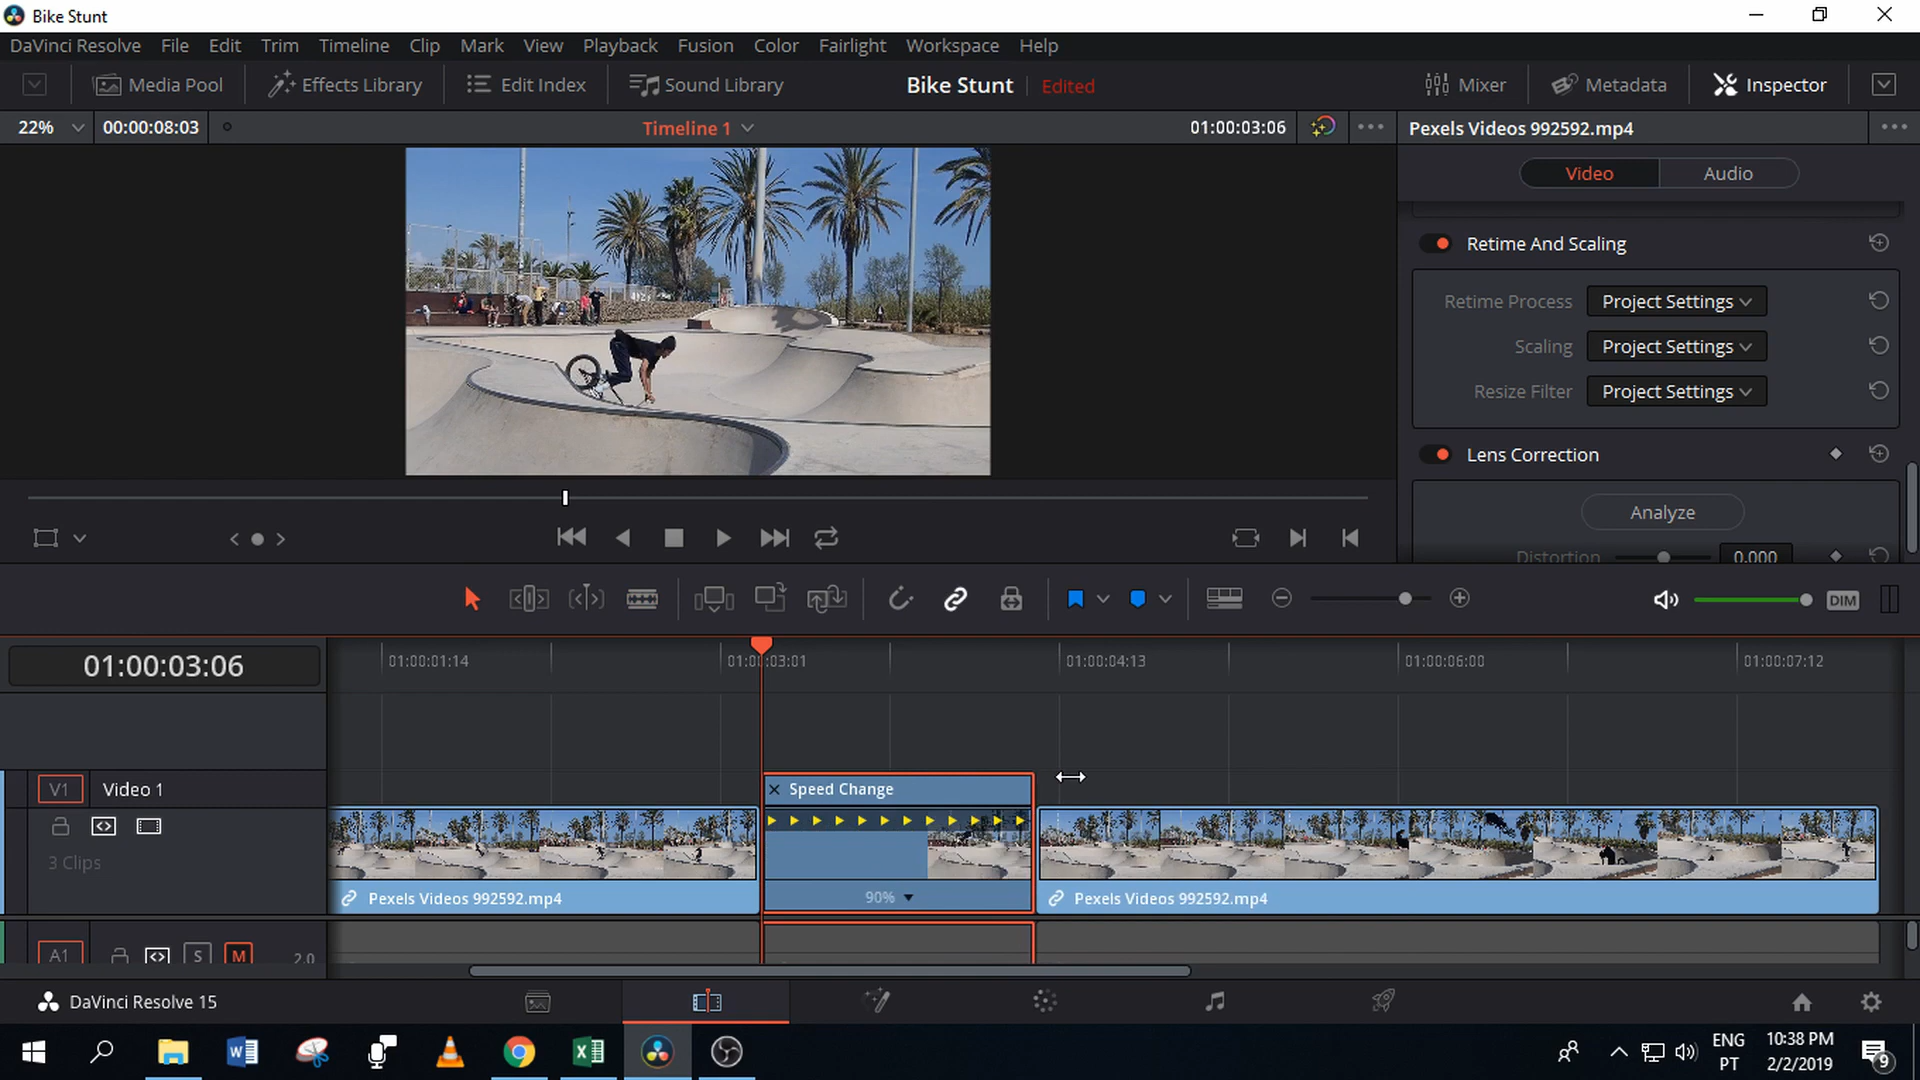 Bike Stunt
DaVinci Resolve File Edit Trim Timeline Clip Mark View Playback Fusion Color Fairlight Workspace Help
Media Pool Effects Library Edit Index Sound Library Bike Stunt Edited Mixer Metadata Inspector
22% 00:00:08:03 Timeline 1 01:00:03:06 Pexels Videos 992592.mp4
Video Audio
Retime And Scaling
Retime Process Project Settings
Scaling Project Settings
Resize Filter Project Settings
Lens Correction
Analyze
Distortion 0.000
DIM
01:00:03:06 01:00:01:14 01:00:03:01 01:00:04:13 01:00:06:00 01:00:07:12
V1 Video 1 Speed Change
3 Clips
Pexels Videos 992592.mp4 90% Pexels Videos 992592.mp4
A1 S M 2.0
DaVinci Resolve 15
ENG 10:38 PM
PT 2/2/2019 9